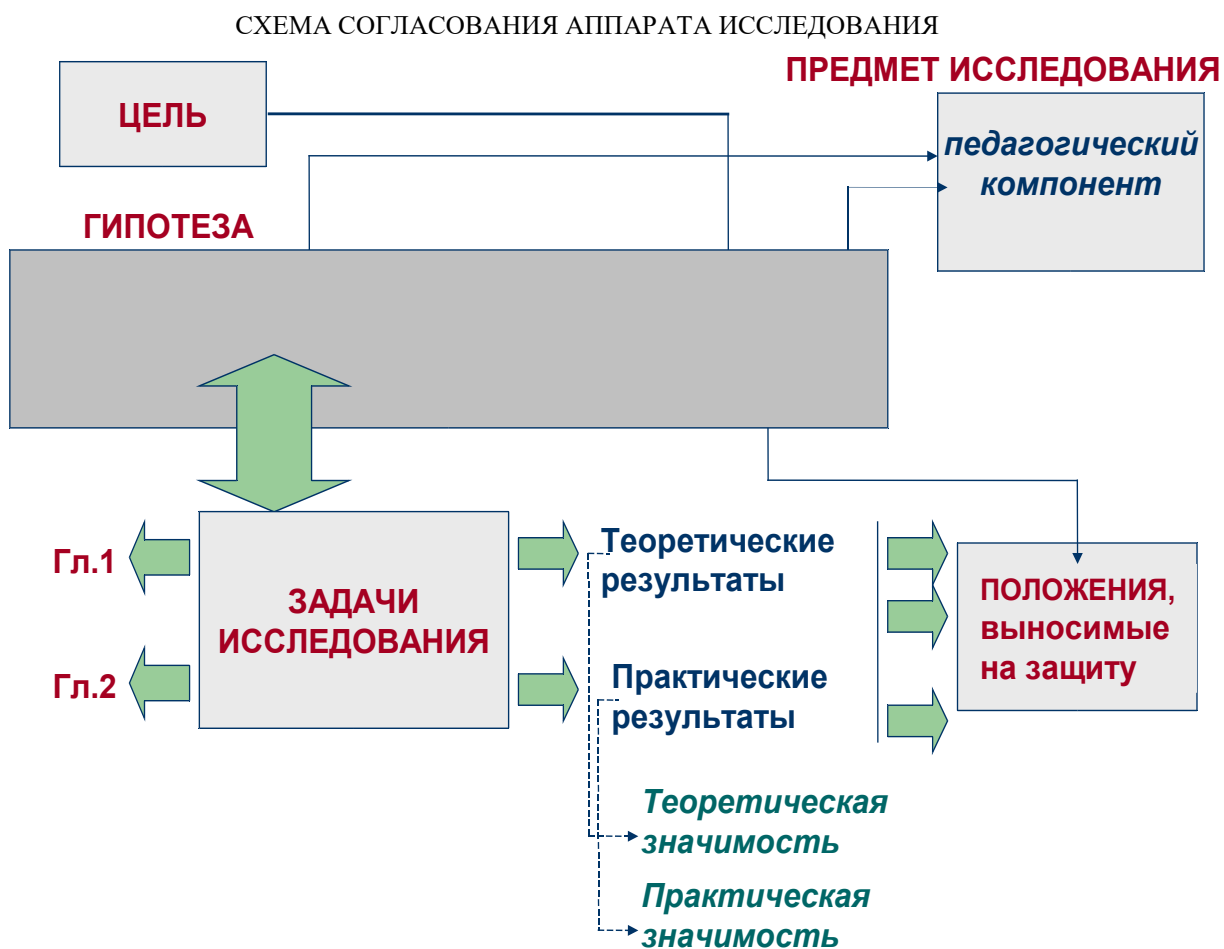 СХЕМА СОГЛАСОВАНИЯ АППАРАТА ИССЛЕДОВАНИЯ
ПРЕДМЕТ ИССЛЕДОВАНИЯ
ЦЕЛЬ
педагогический
компонент
ГИПОТЕЗА
Гл.1
Гл.2
ЗАДАЧИ
ИССЛЕДОВАНИЯ
Теоретические
результаты
Практические
результаты
ПОЛОЖЕНИЯ,
выносимые
на защиту
Теоретическая
значимость
Практическая
значимость